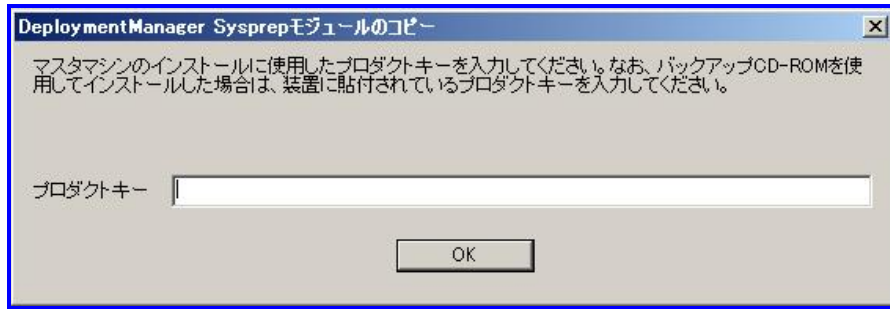 DeploymentManager Sysprepモジュールのコピー
マスタマシンのインストールに使用したプロダクトキーを入力してください。なお、バックアップCD-ROMを使
用してインストールした場合は、装置に貼付されているプロダクトキーを入力してください。
プロダクトキー
OK